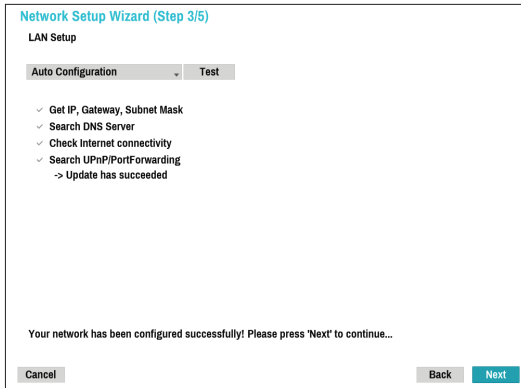 Network Setup Wizard (Step 3/5)
LAN Setup
Auto Configuration
Test
Get IP, Gateway, Subnet Mask
Search DNS Server
Check Internet connectivity
Search UPnP/PortForwarding
-> Update has succeeded
Your network has been configured successfully! Please press 'Next' to continue...
Cancel
Back
Next